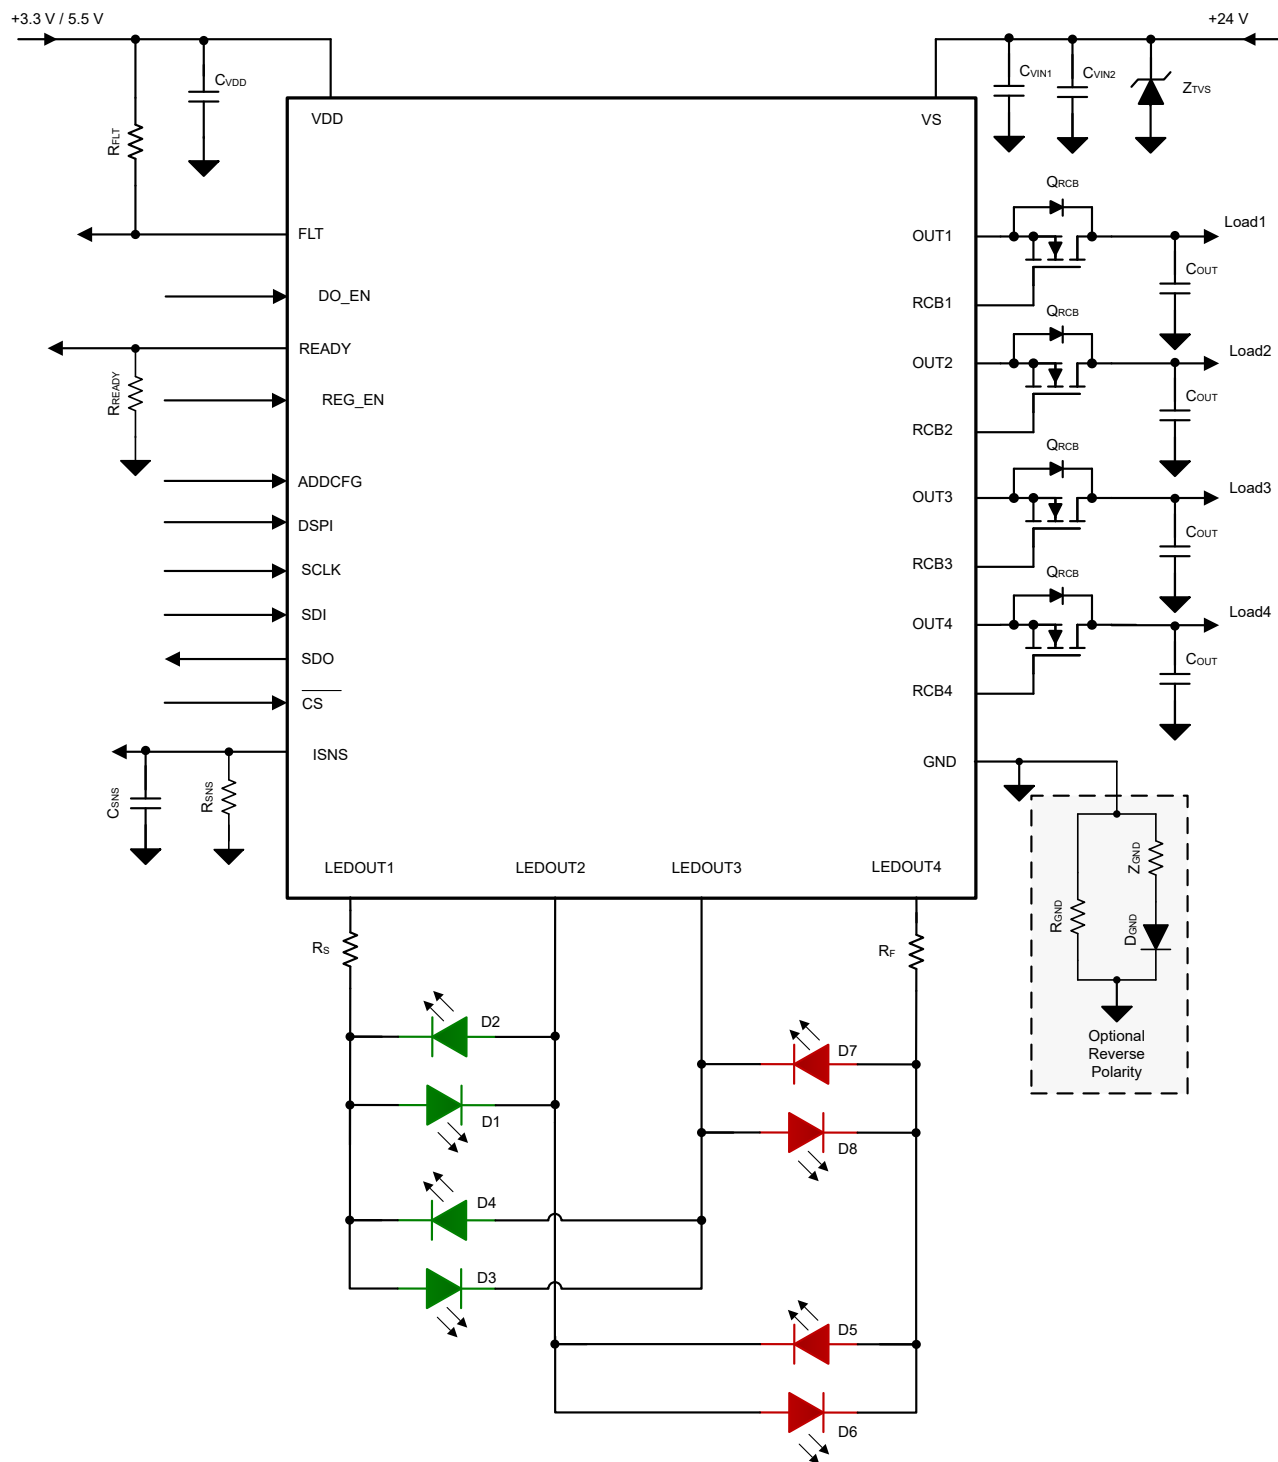 +3.3 V / 5.5 V
+24 V
CVDD
CVIN1
CVIN2
ZTVS
RFLT
VDD
VS
QRCB
FLT
OUT1
Load1
COUT
DO_EN
RCB1
QRCB
READY
OUT2
Load2
RREADY
REG_EN
COUT
RCB2
QRCB
ADDCFG
OUT3
Load3
DSPI
COUT
SCLK
RCB3
QRCB
SDI
OUT4
Load4
SDO
COUT
CS
RCB4
ISNS
GND
CSNS
RSNS
LEDOUT1
LEDOUT2
LEDOUT3
LEDOUT4
ZGND
RGND
DGND
RS
RF
D2
Optional
Reverse
Polarity
D7
D1
D8
D4
D3
D5
D6